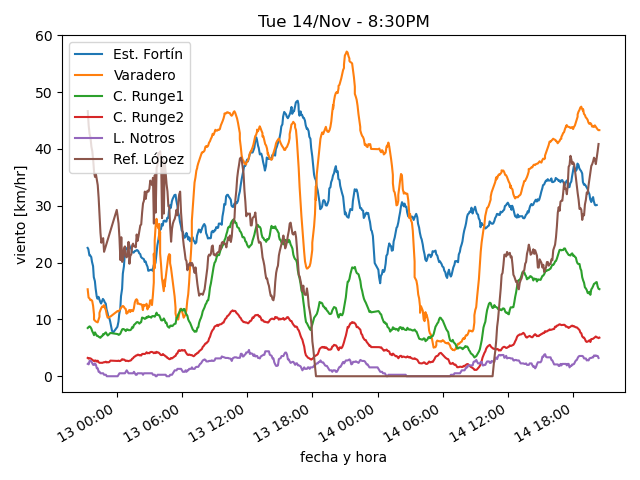 Tue 14/Nov - 8:30PM
viento [km/hr]
60
50
40
30
20
10
0
Est. Fortín
Varadero
C. Runge1
C. Runge2
L. Notros
Ref. López
13 00:00
13 06:00
13 12:00
13 18:00
14 00:00
14 06:00
14 12:00
14 18:00
fecha y hora